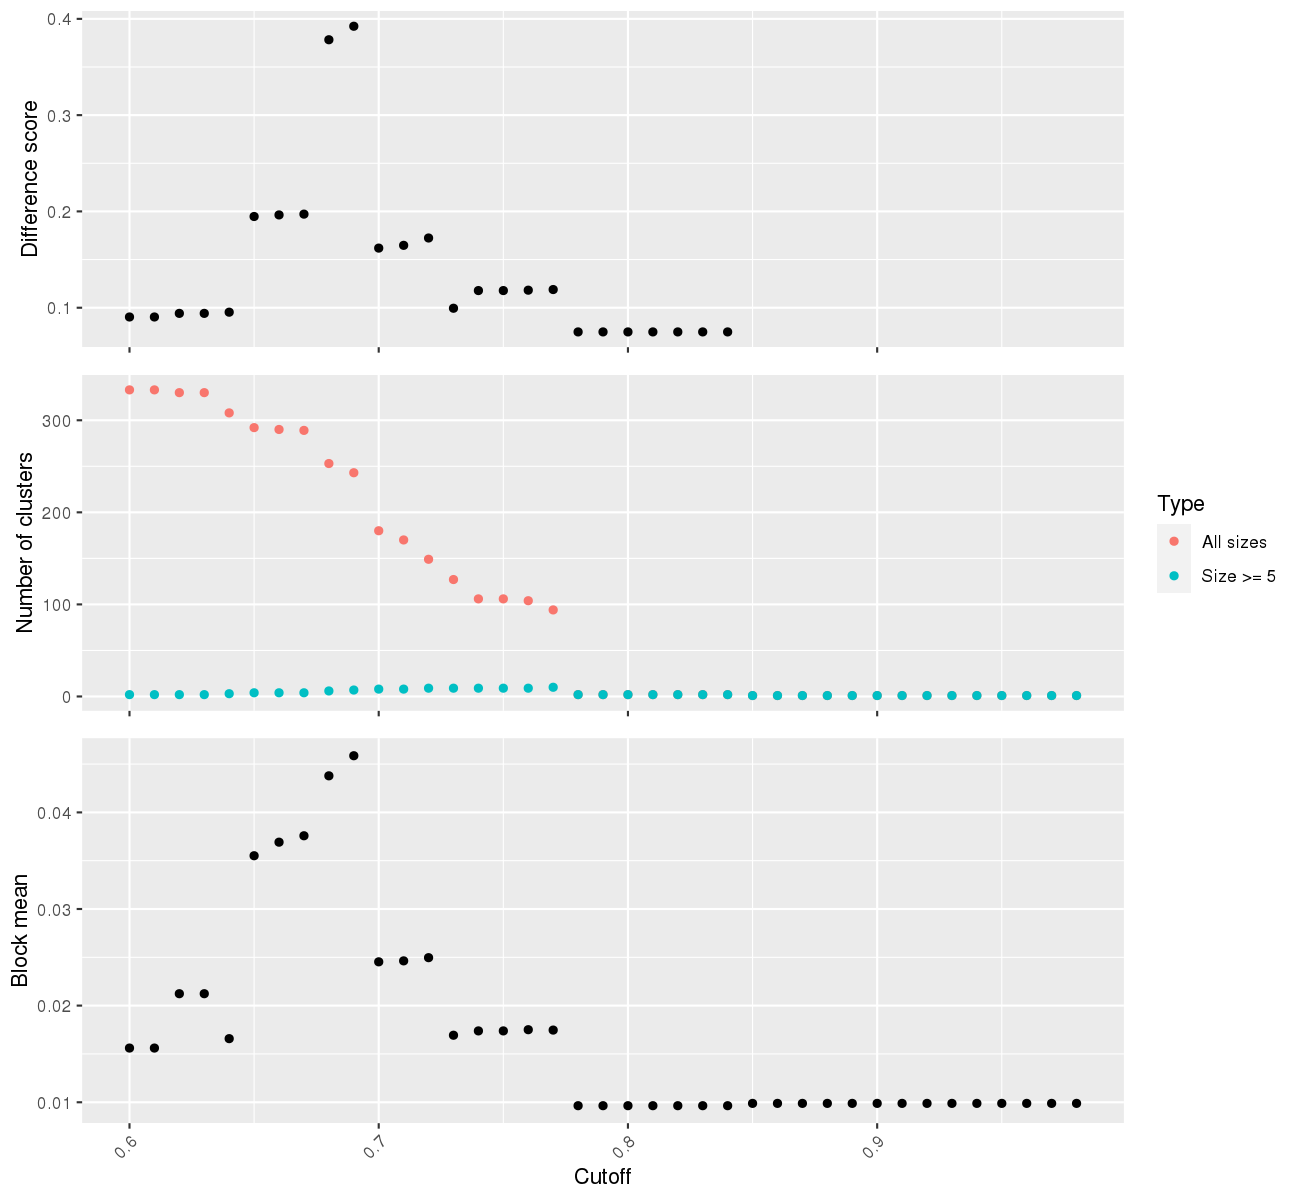 0.4
0.3
0.2
0.1
Difference score
300
200
100
0
Number of clusters
Type
All sizes
Size >= 5
0.04
0.03
0.02
0.01
Block mean
0.6
0.7
0.8
0.9
Cutoff